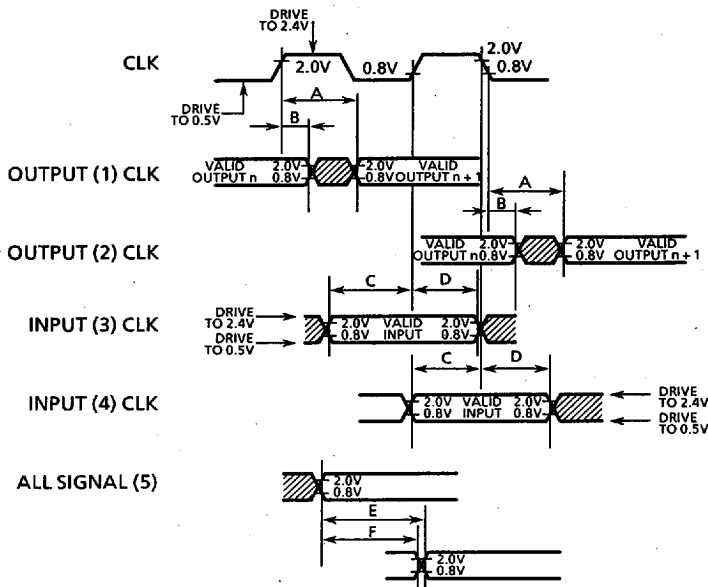 DRIVE
TO 2.4V
CLK
2.0V
0.8V
2.0V
0.8V
DRIVE
TO 0.5V
A
B
OUTPUT (1) CLK
VALID
OUTPUT n
2.0V
0.8V
2.0V
0.8V
VALID
OUTPUT n + 1
A
B
OUTPUT (2) CLK
VALID
OUTPUT n
2.0V
0.8V
2.0V
0.8V
VALID
OUTPUT n+1
C
D
INPUT (3) CLK
DRIVE
TO 2.4V
DRIVE
TO 0.5V
2.0V
0.8V
VALID
INPUT
2.0V
0.8V
C
D
INPUT (4) CLK
2.0V
0.8V
VALID
INPUT
2.0V
0.8V
DRIVE
TO 2.4V
DRIVE
TO 0.5V
ALL SIGNAL (5)
2.0V
0.8V
E
F
2.0V
0.8V